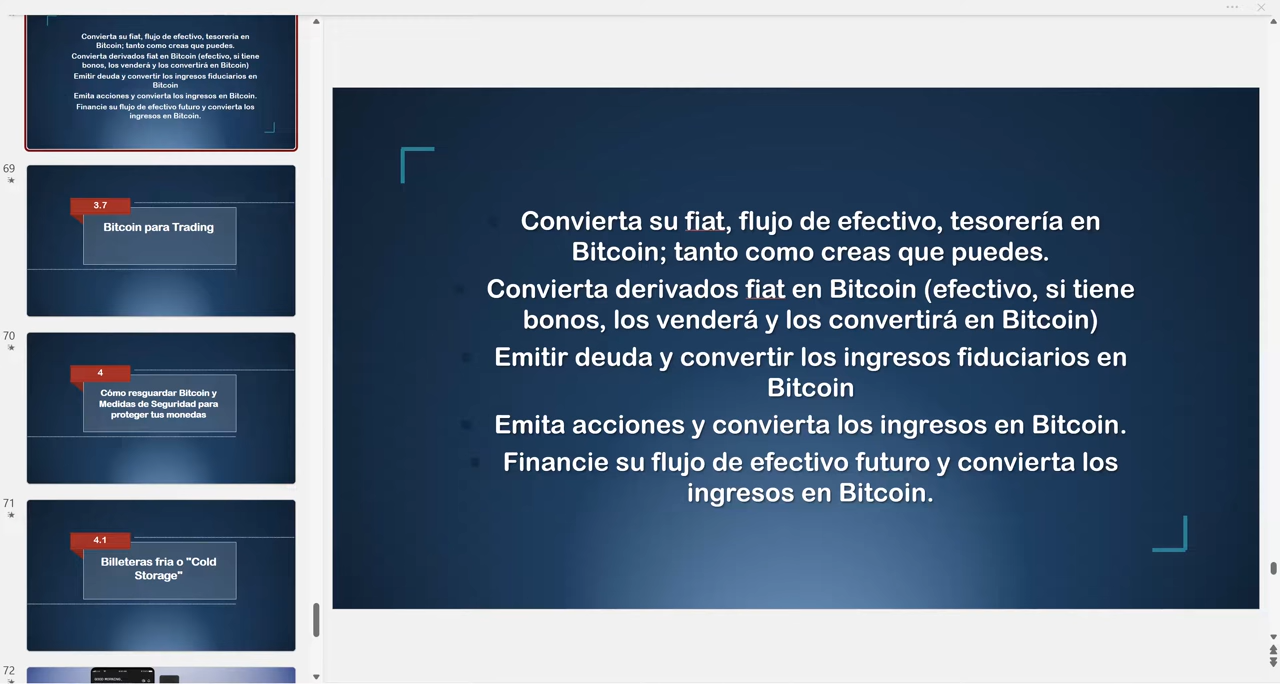 Convierta su fiat, flujo de efectivo, tesorería en
Bitcoin; tanto como creas que puedes.
Convierta derivados fiat en Bitcoin (efectivo, si tiene
bonos, los venderá y los convertirá en Bitcoin)
Emitir deuda y convertir los ingresos fiduciarios en
Bitcoin
Emita acciones y convierta los ingresos en Bitcoin.
Financie su flujo de efectivo futuro y convierta los
ingresos en Bitcoin.
69
3.7
Bitcoin para Trading
70
4
Cómo resguardar Bitcoin y
Medidas de Seguridad para
proteger tus monedas
71
4.1
Billeteras fria o "Cold
Storage"
72
GOOD MORNING,
Convierta su fiat, flujo de efectivo, tesorería en
Bitcoin; tanto como creas que puedes.
Convierta derivados fiat en Bitcoin (efectivo, si tiene
bonos, los venderá y los convertirá en Bitcoin)
Emitir deuda y convertir los ingresos fiduciarios en
Bitcoin
Emita acciones y convierta los ingresos en Bitcoin.
Financie su flujo de efectivo futuro y convierta los
ingresos en Bitcoin.